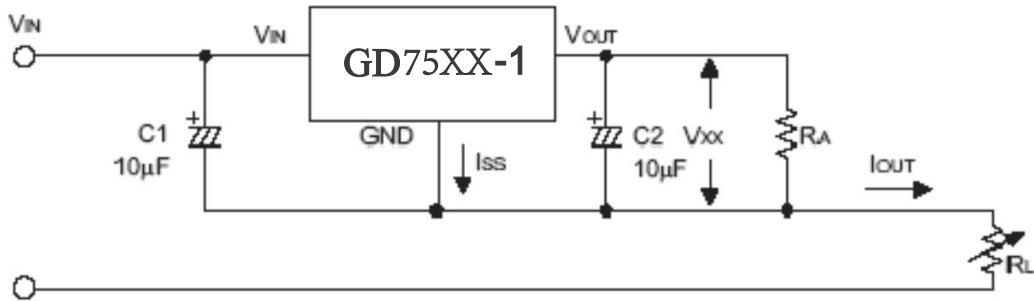 VIN
VIN
GD75XX-1
VOUT
GND
C1
10μF
ISS
C2
10μF
VXX
RA
IOUT
RL